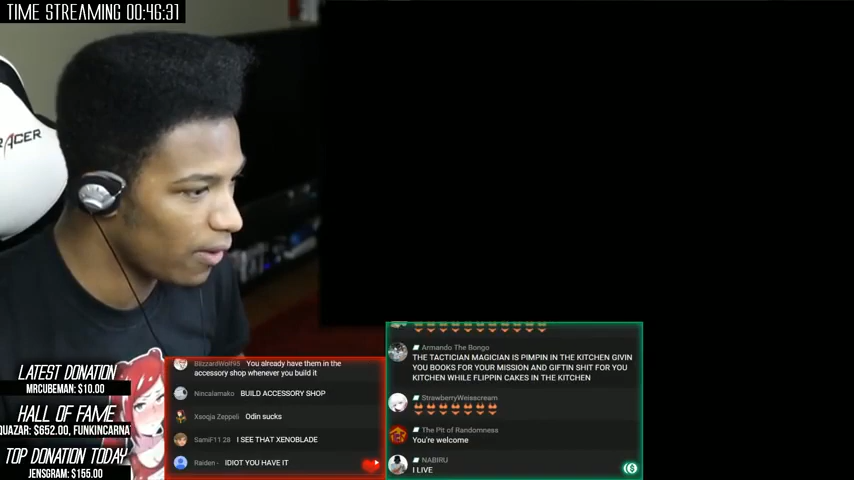 TIME STREAMING 00:46:31
ACER
LATEST DONATION
MRCUBEMAN: $10.00
HALL OF FAME
QUAZAR: $652.00, FUNKINCARNA
TOP DONATION TODAY
JENSGRAM: $155.00
BlizzardWolf95 You already have them in the
accessory shop whenever you build it
Nincalamako BUILD ACCESSORY SHOP
Xsoqja Zeppeli Odin sucks
SamiF11.28 I SEE THAT XENOBLADE
Raiden - IDIOT YOU HAVE IT
Armando The Bongo
THE TACTICIAN MAGICIAN IS PIMPIN IN THE KITCHEN GIVIN
YOU BOOKS FOR YOUR MISSION AND GIFTIN SHIT FOR YOU
KITCHEN WHILE FLIPPIN CAKES IN THE KITCHEN
StrawberryWeisscream
The Pit of Randomness
You're welcome
NABIRU
I LIVE